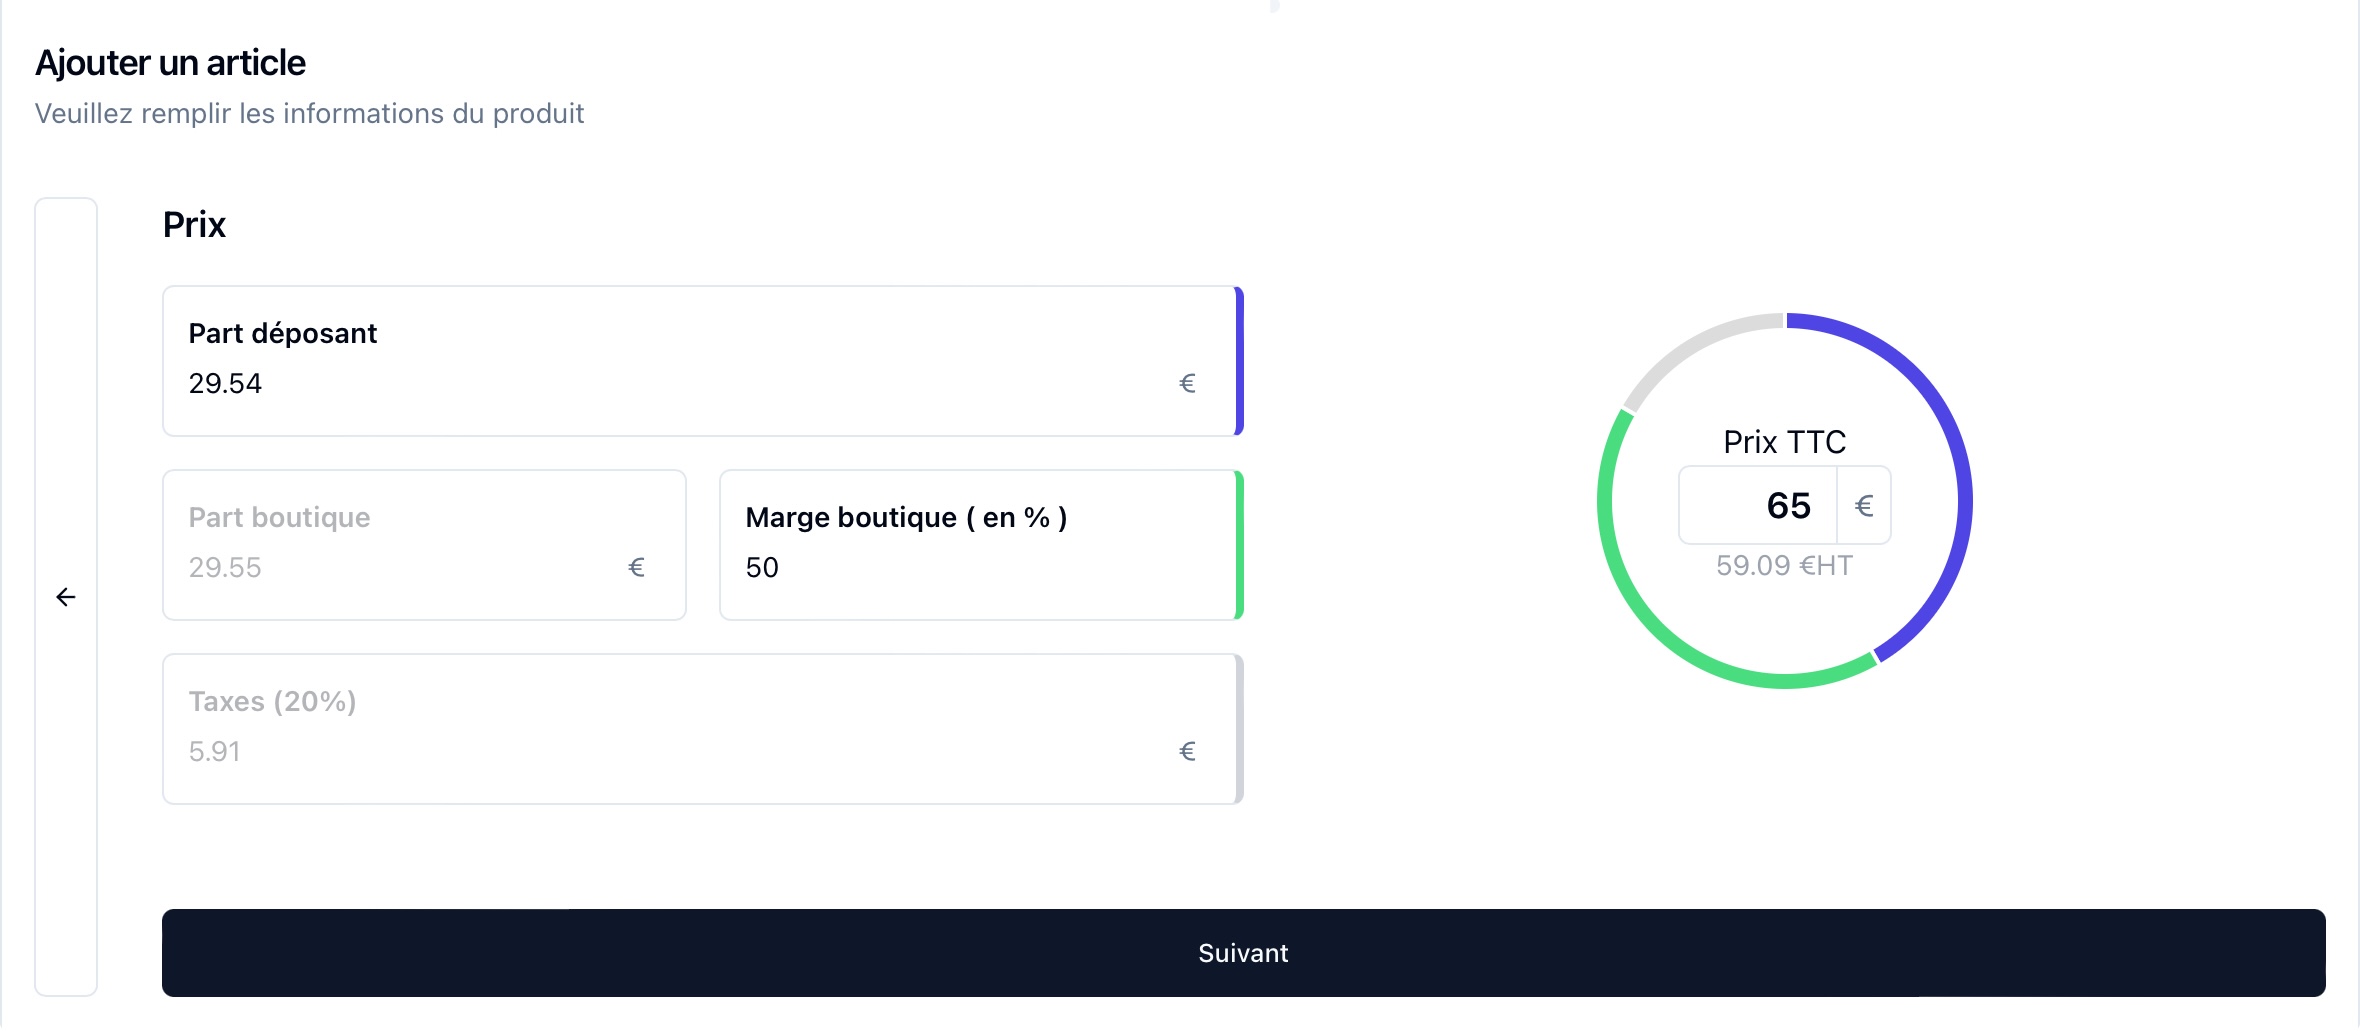 Ajouter un article
Veuillez remplir les informations du produit
Prix
Part déposant
29.54 €
Part boutique
29.55 €
Marge boutique ( en % )
50
Taxes (20%)
5.91 €
Prix TTC
65 €
59.09 €HT
Suivant